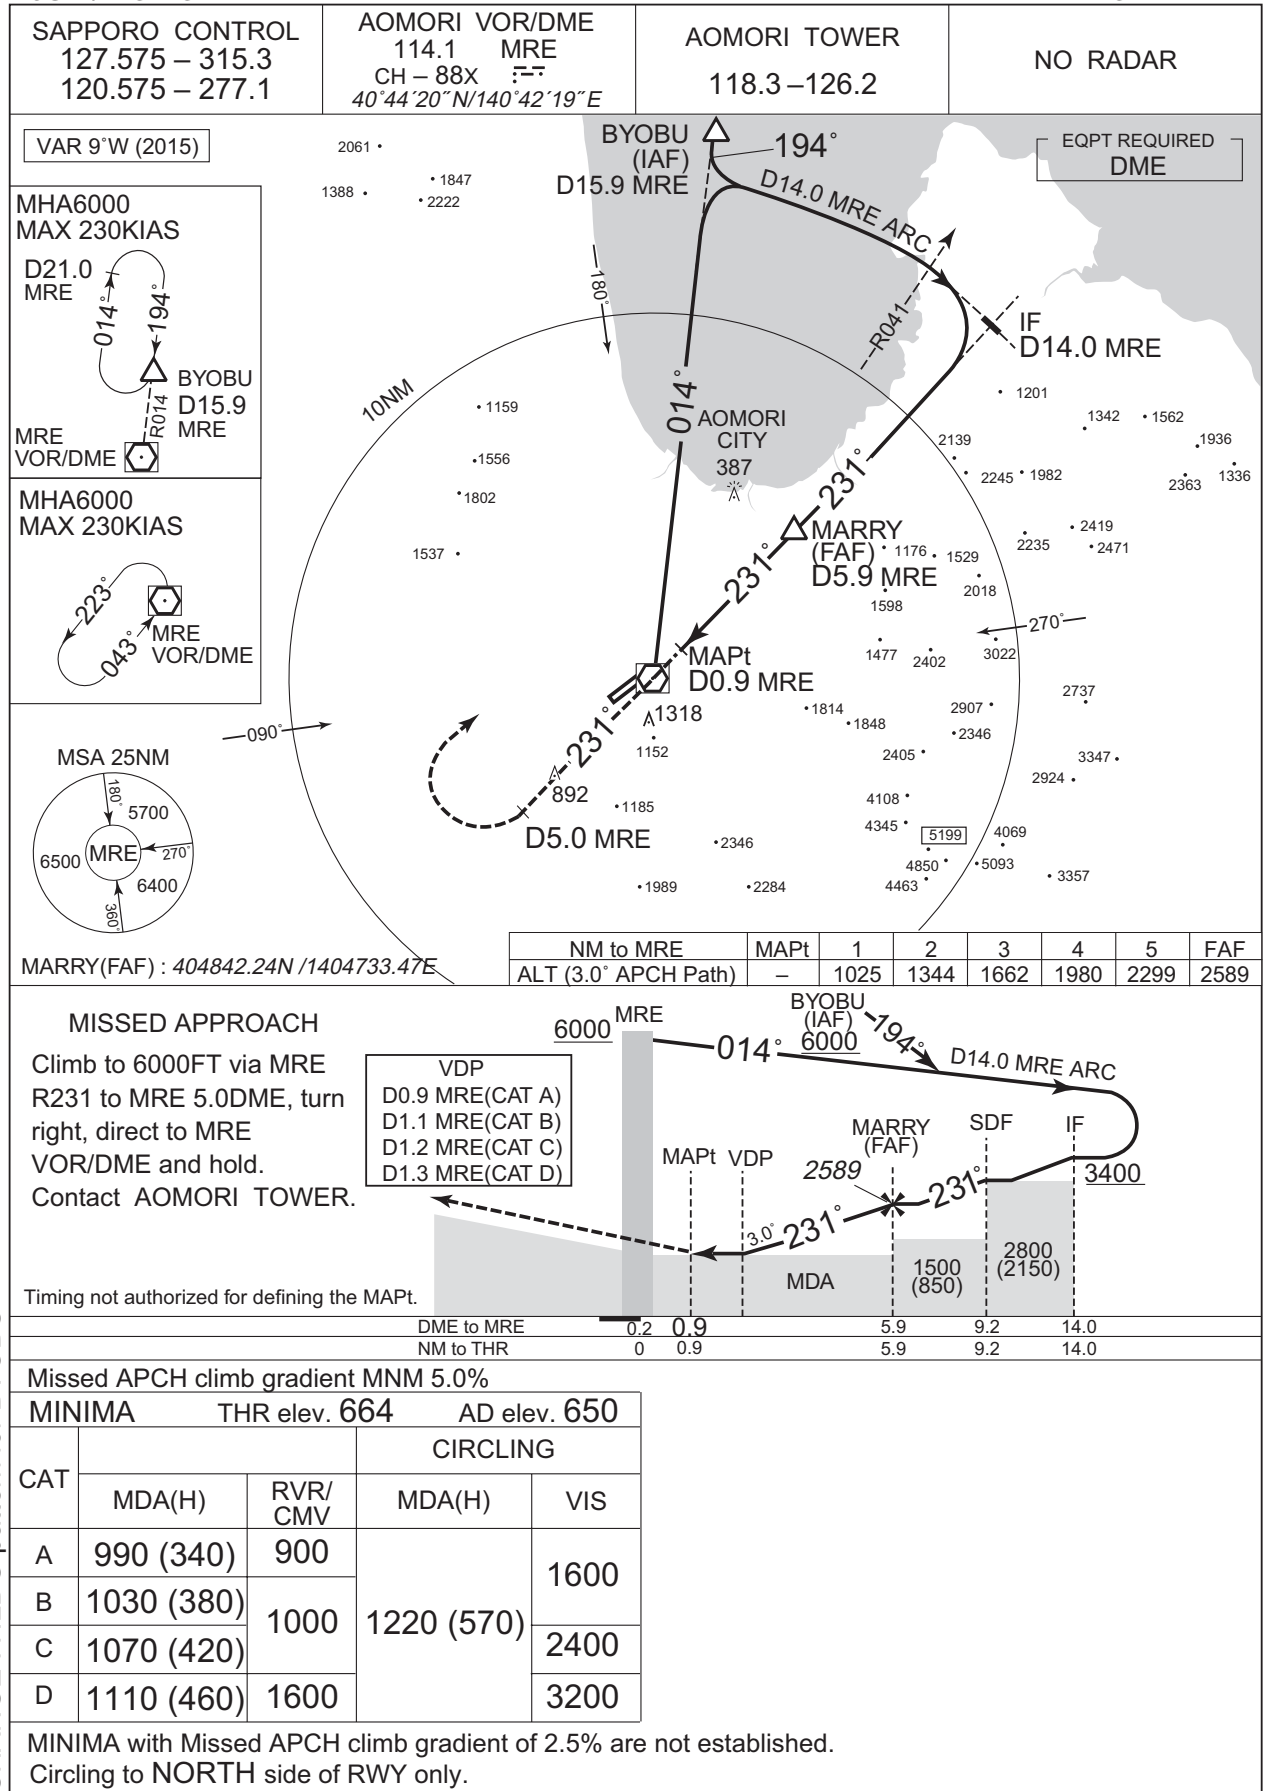 SAPPORO CONTROL
127.575 – 315.3
120.575 – 277.1
AOMORI VOR/DME
114.1 MRE
CH – 88X
40°44´20˝N/140°42´19˝E
AOMORI TOWER
118.3 –126.2
NO RADAR
VAR 9°W (2015)
EQPT REQUIRED
DME
MHA6000
MAX 230KIAS
D21.0
MRE
014°
194°
BYOBU
D15.9
MRE
R014
MRE
VOR/DME
MHA6000
MAX 230KIAS
223°
043°
MRE
VOR/DME
MSA 25NM
180°
5700
MRE
270°
6500
6400
360°
MARRY(FAF) : 404842.24N /1404733.47E
2061
1847
1388
2222
BYOBU
(IAF)
D15.9 MRE
194°
D14.0 MRE ARC
180°
R041
IF
D14.0 MRE
10NM
014°
1159
1556
1802
1537
AOMORI
CITY
387
231°
1201
1342
1562
1936
1336
2363
2139
2245
1982
2419
2235
2471
MARRY
(FAF)
D5.9 MRE
1176
1529
2018
1598
231°
270°
1477
2402
3022
MAPt
D0.9 MRE
2737
1318
1152
1814
1848
2907
2346
2405
3347
2924
090°
231°
892
1185
D5.0 MRE
4108
4345
5199
4069
2346
4850
5093
4463
3357
1989
2284
NM to MRE MAPt 1 2 3 4 5 FAF
ALT (3.0° APCH Path) – 1025 1344 1662 1980 2299 2589
MISSED APPROACH
Climb to 6000FT via MRE
R231 to MRE 5.0DME, turn
right, direct to MRE
VOR/DME and hold.
Contact AOMORI TOWER.
VDP
D0.9 MRE(CAT A)
D1.1 MRE(CAT B)
D1.2 MRE(CAT C)
D1.3 MRE(CAT D)
MRE
6000
014°
BYOBU
(IAF)
6000
194°
D14.0 MRE ARC
MAPt
VDP
MARRY
(FAF)
SDF
IF
2589
3400
3.0°
231°
231°
MDA
1500
(850)
2800
(2150)
Timing not authorized for defining the MAPt.
DME to MRE 0.2 0.9 5.9 9.2 14.0
NM to THR 0 0.9 5.9 9.2 14.0
Missed APCH climb gradient MNM 5.0%
MINIMA THR elev. 664 AD elev. 650
CAT
CIRCLING
MDA(H) RVR/CMV MDA(H) VIS
A 990 (340) 900
1600
B 1030 (380)
1000 1220 (570)
C 1070 (420) 2400
D 1110 (460) 1600 3200
MINIMA with Missed APCH climb gradient of 2.5% are not established.
Circling to NORTH side of RWY only.